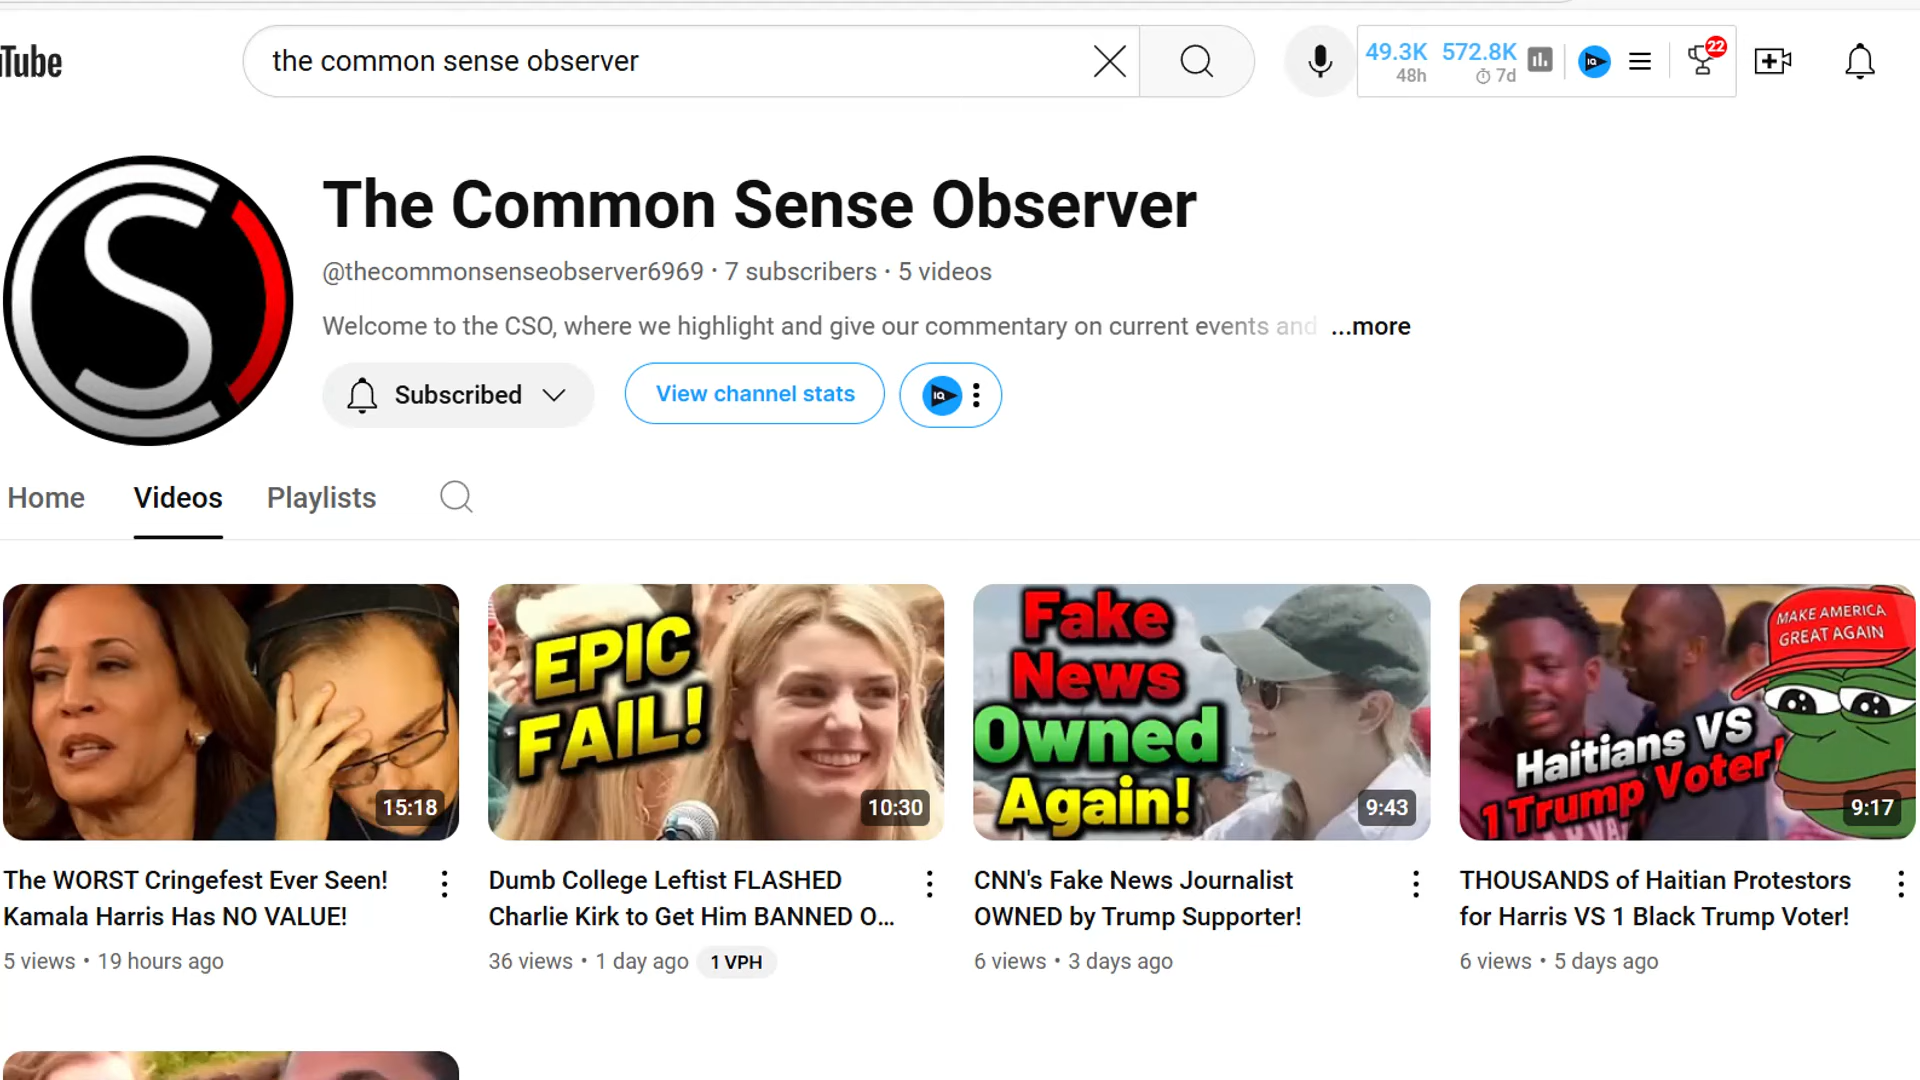 Tube
the common sense observer
49.3K 572.8K
48h 7d
IQ
22
The Common Sense Observer
@thecommonsenseobserver6969 • 7 subscribers • 5 videos
Welcome to the CSO, where we highlight and give our commentary on current events and ...more
Subscribed
View channel stats
IQ
Home
Videos
Playlists
15:18
EPIC
FAIL!
10:30
Fake
News
Owned
Again!
9:43
MAKE AMERICA
GREAT AGAIN
Haitians VS
1 Trump Voter!
9:17
The WORST Cringefest Ever Seen!
Kamala Harris Has NO VALUE!
5 views • 19 hours ago
Dumb College Leftist FLASHED
Charlie Kirk to Get Him BANNED O...
36 views • 1 day ago 1 VPH
CNN's Fake News Journalist
OWNED by Trump Supporter!
6 views • 3 days ago
THOUSANDS of Haitian Protestors
for Harris VS 1 Black Trump Voter!
6 views • 5 days ago